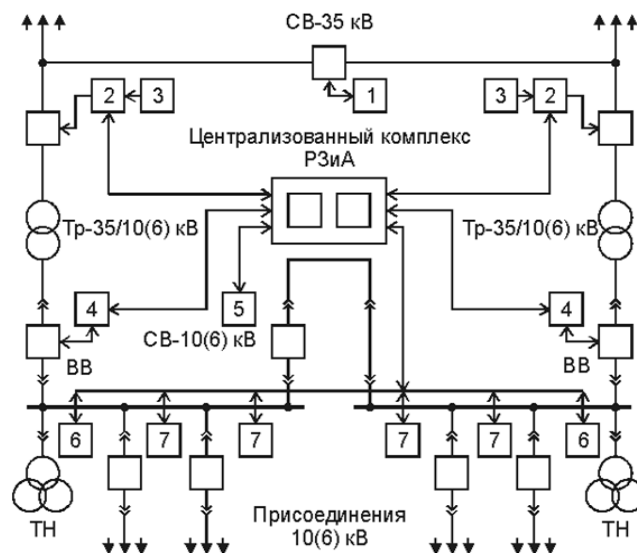 СВ-35 кВ
2 3 1 3 2
Централизованный комплекс
РЗиА
Тр-35/10(6) кВ Тр-35/10(6) кВ
4 5 4
СВ-10(6) кВ
ВВ ВВ
6 7 7 7 7 6
ТН Присоединения ТН
10(6) кВ